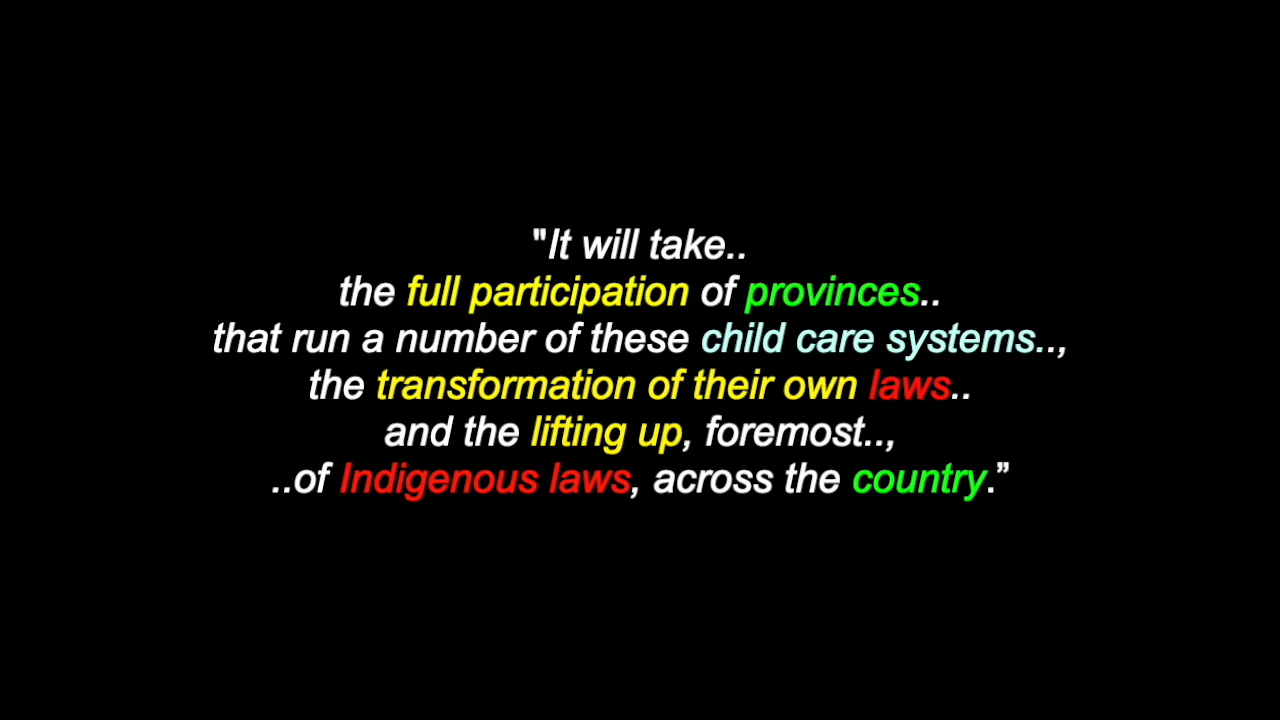 "It will take..
the full participation of provinces..
that run a number of these child care systems..,
the transformation of their own laws..
and the lifting up, foremost..,
..of Indigenous laws, across the country.”